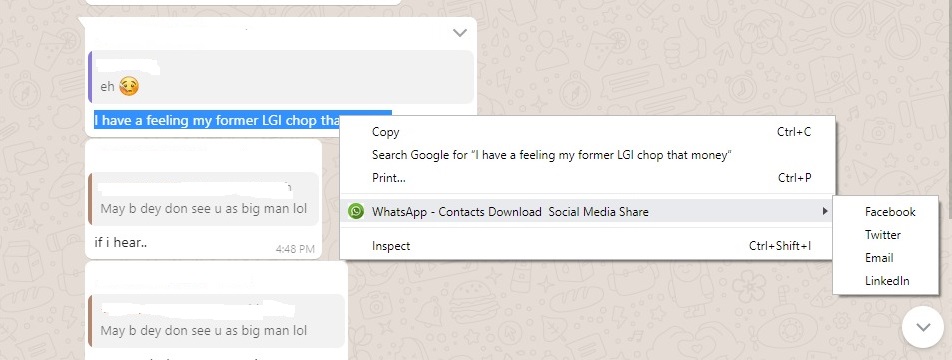 eh 🥴
I have a feeling my former LGI chop tha
May b dey don see u as big man lol
if i hear..
4:48 PM
May b dey don see u as big man lol
Copy Ctrl+C
Search Google for “I have a feeling my former LGI chop that money”
Print... Ctrl+P
WhatsApp - Contacts Download Social Media Share
Inspect Ctrl+Shift+I
Facebook
Twitter
Email
LinkedIn